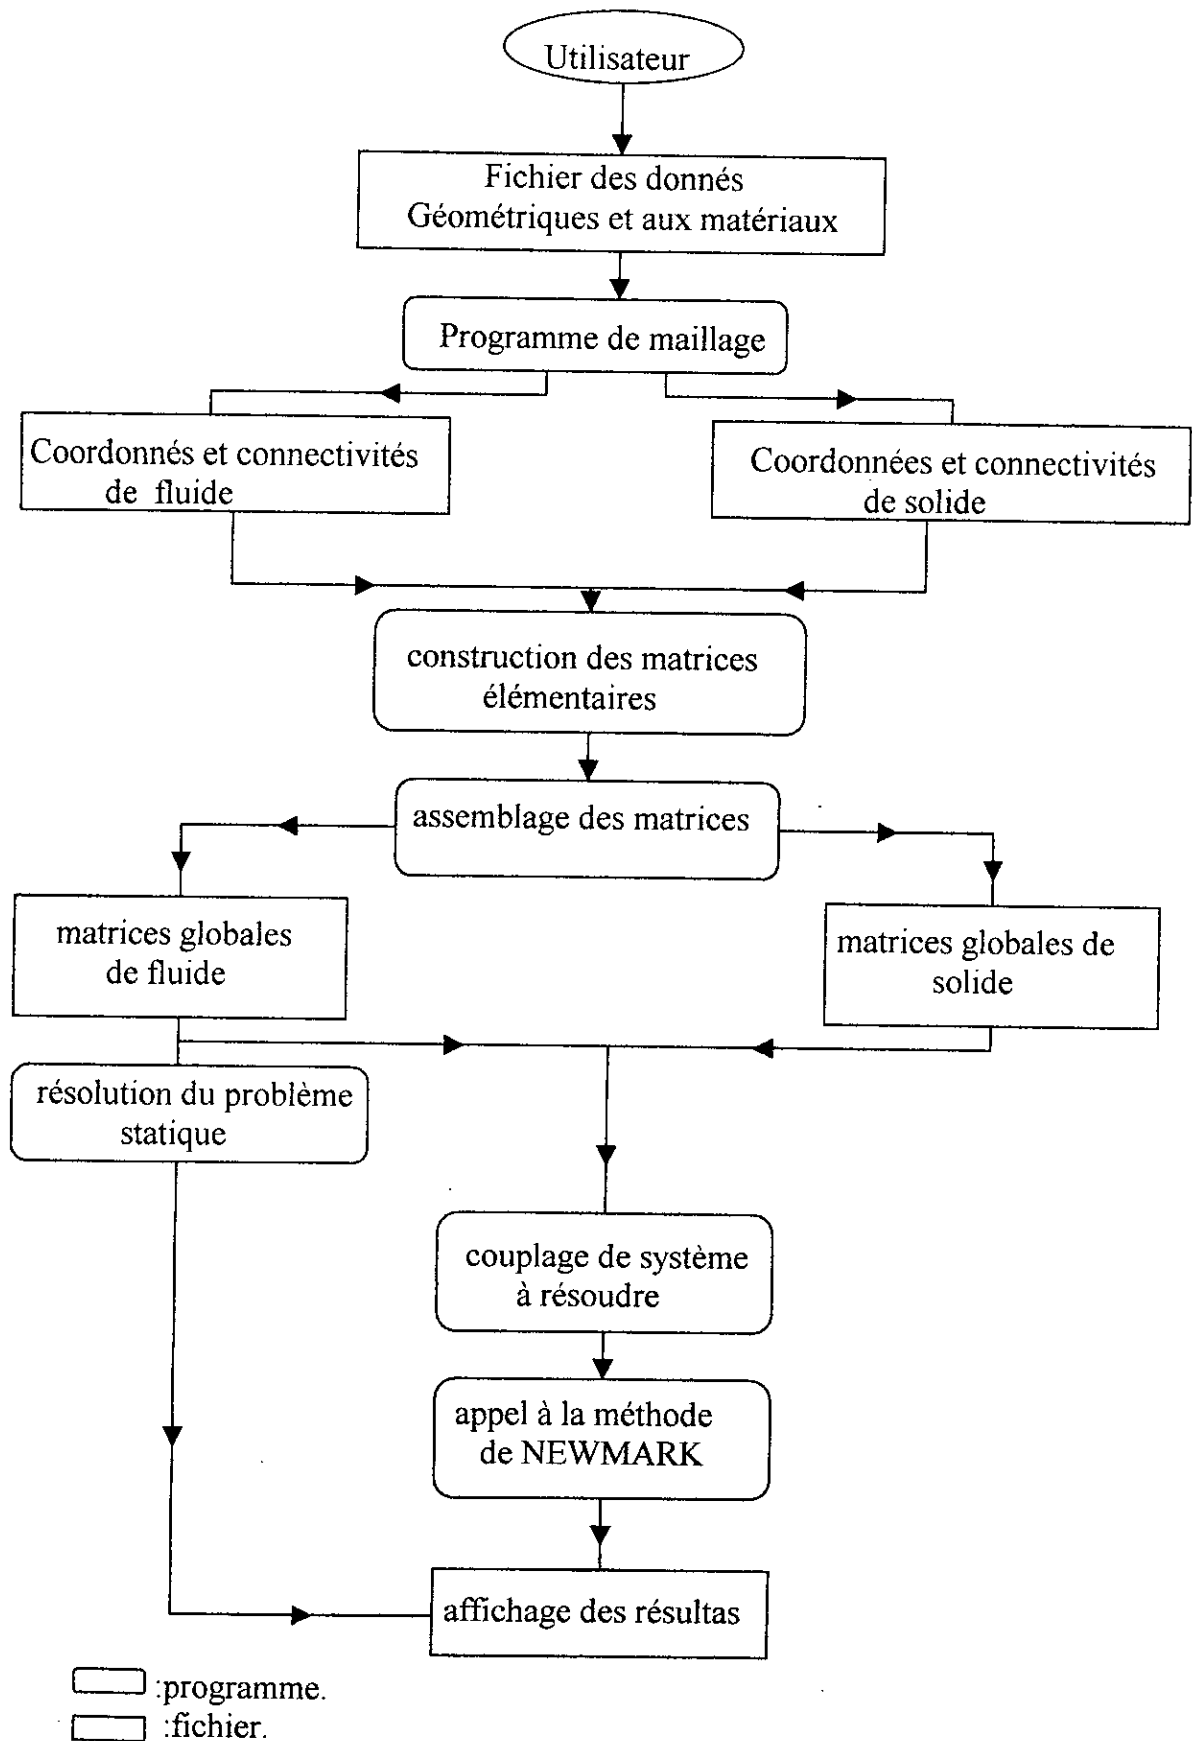 Utilisateur
Fichier des donnés
Géométriques et aux matériaux
Programme de maillage
Coordonnés et connectivités
de fluide
Coordonnées et connectivités
de solide
construction des matrices
élémentaires
assemblage des matrices
matrices globales
de fluide
matrices globales de
solide
résolution du problème
statique
couplage de système
à résoudre
appel à la méthode
de NEWMARK
affichage des résultas
:programme.
:fichier.